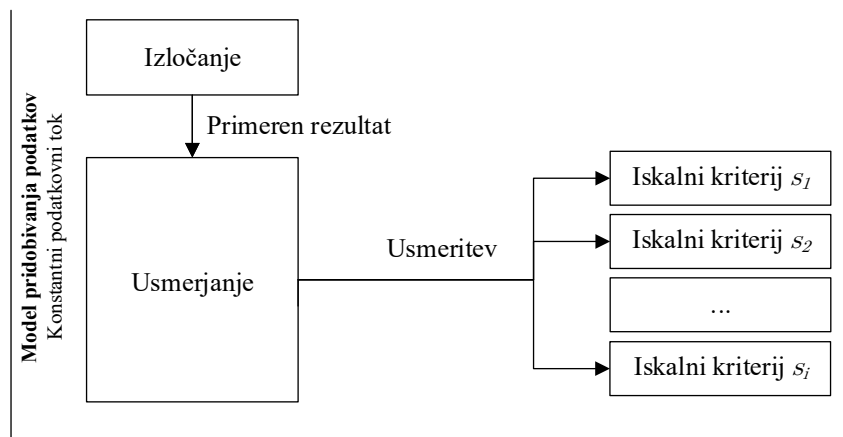 Model pridobivanja podatkov
Konstantni podatkovni tok
Izločanje
Primeren rezultat
Usmerjanje
Usmeritev
Iskalni kriterij s1
Iskalni kriterij s2
...
Iskalni kriterij si